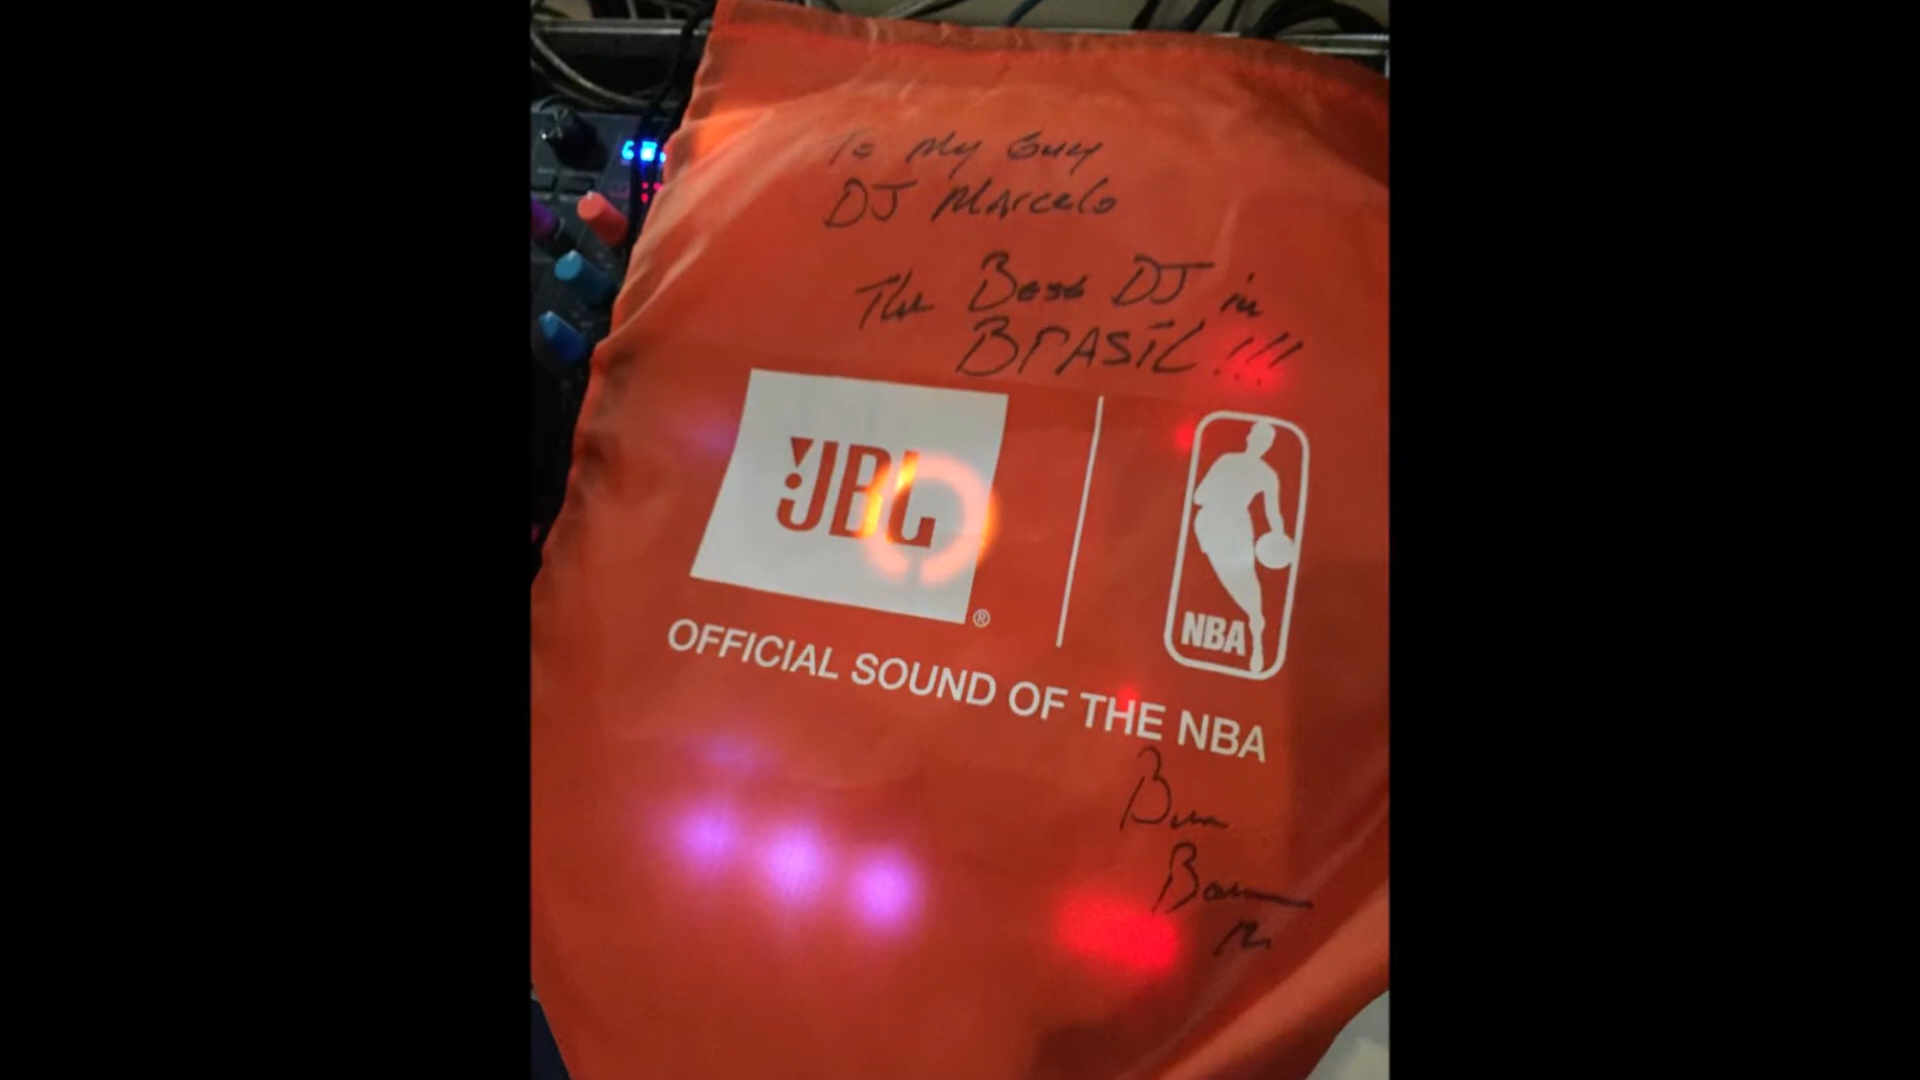 To My Guy
DJ Marcelo
The Best DJ in
BRASIL!!!
JBL
®
NBA
OFFICIAL SOUND OF THE NBA